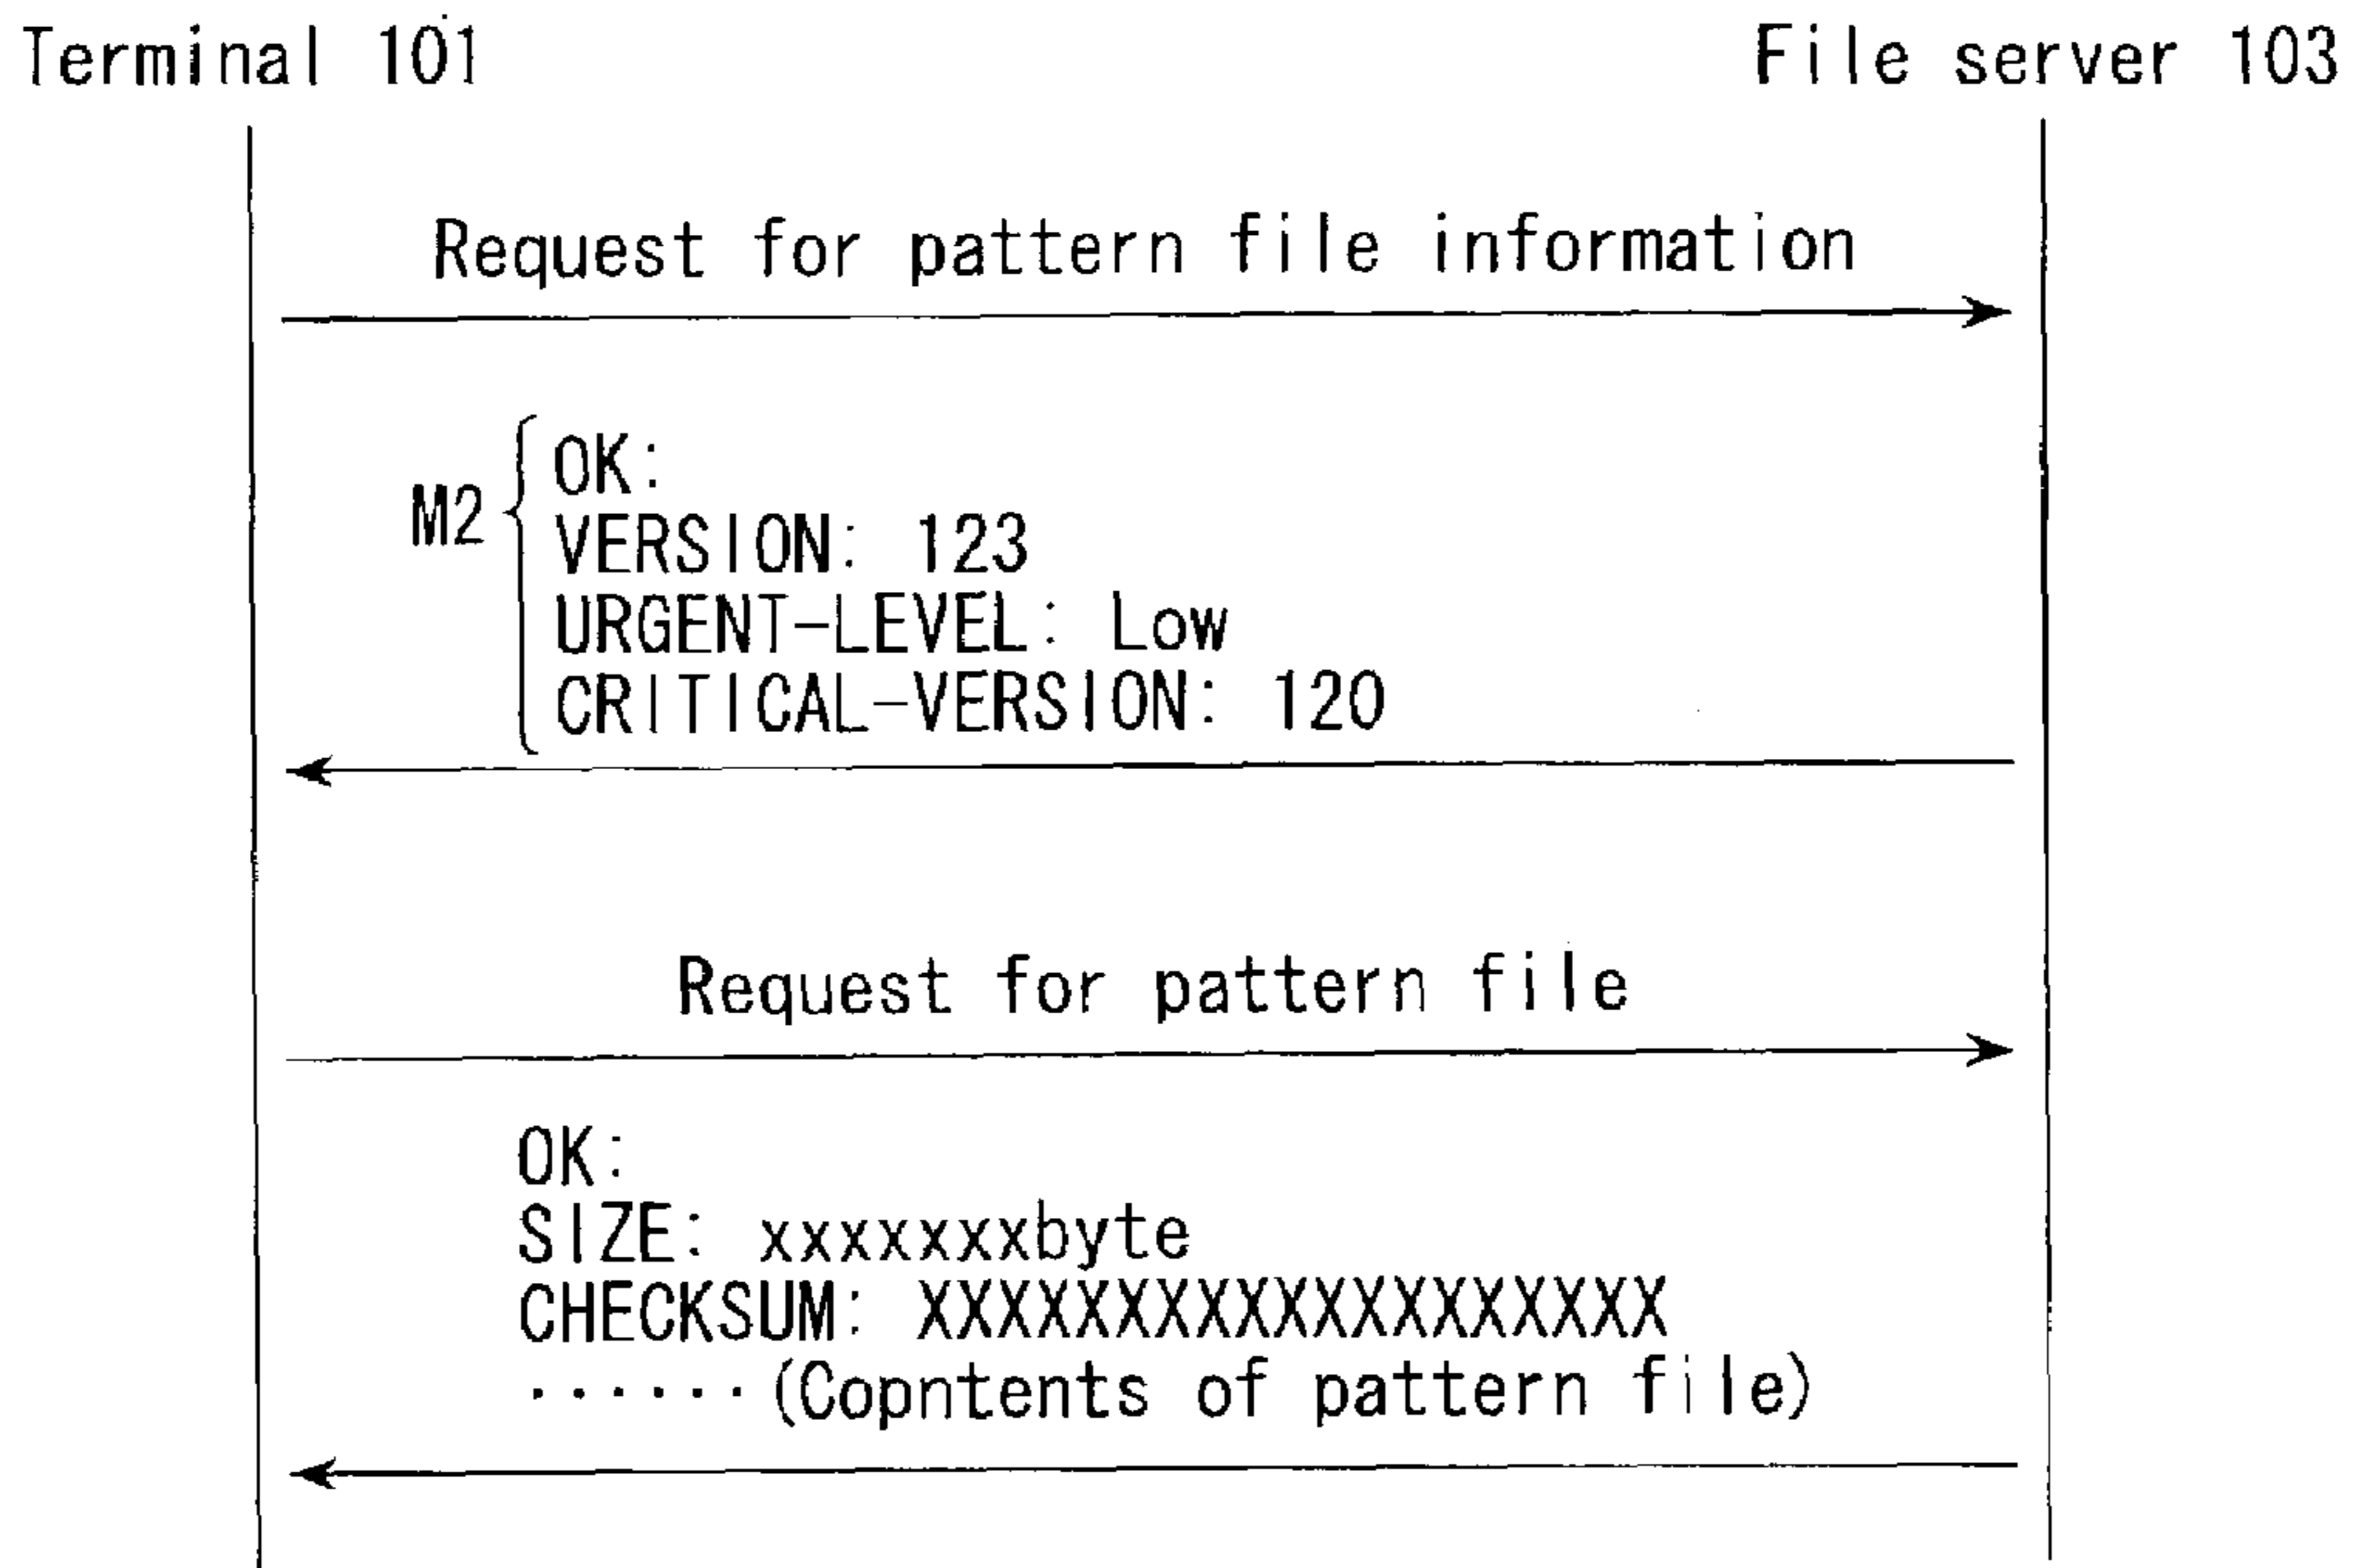 Terminal 101
File server 103
Request for pattern file information
M2
OK:
VERSION: 123
URGENT-LEVEL: Low
CRITICAL-VERSION: 120
Request for pattern file
OK:
SIZE: xxxxxxxbyte
CHECKSUM: XXXXXXXXXXXXXXXXXXX
······(Copntents of pattern file)